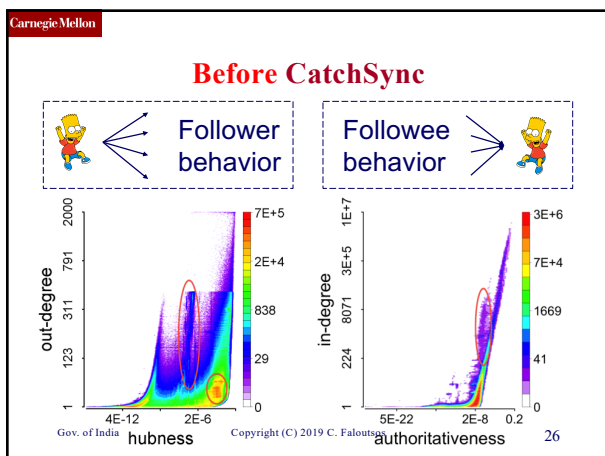 Carnegie Mellon
Before CatchSync
Follower
behavior
Followee
behavior
out-degree
2000
791
311
123
1
7E+5
2E+4
838
29
0
4E-12
2E-6
hubness
in-degree
1E+7
3E+5
8071
224
1
3E+6
7E+4
1669
41
0
5E-22
2E-8
0.2
authoritativeness
Gov. of India
Copyright (C) 2019 C. Faloutsos
26